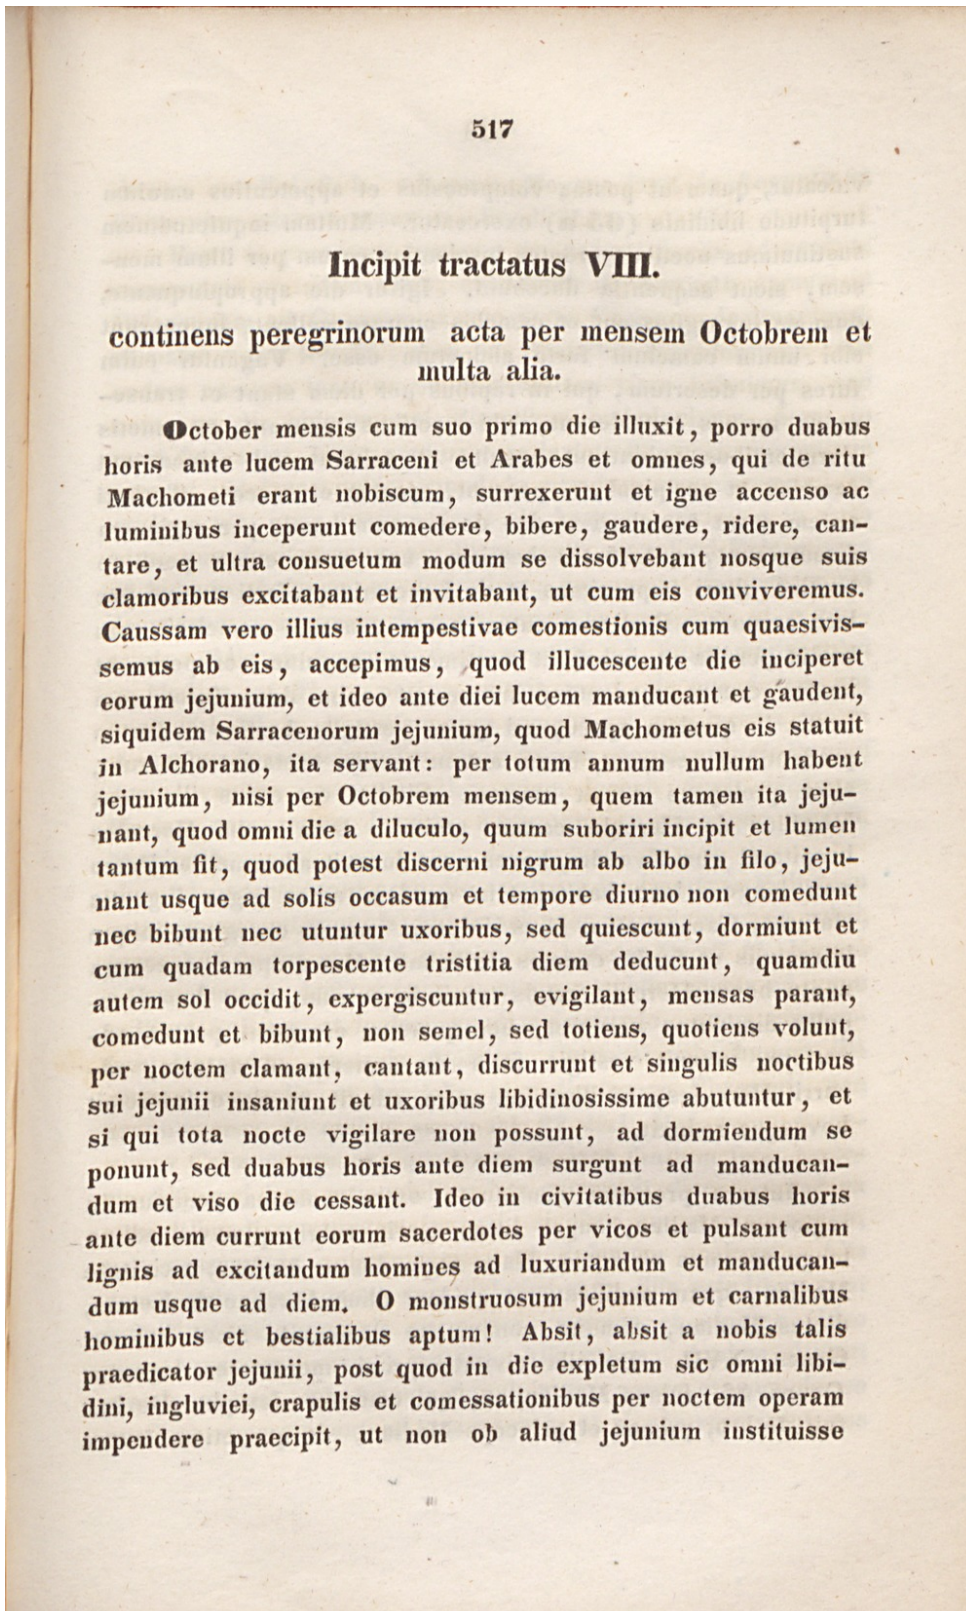 517
Incipit tractatus VIII.
continens peregrinorum acta per mensem Octobrem et
multa alia.
October mensis cum suo primo die illuxit, porro duabus
horis ante lucem Sarraceni et Arabes et omnes, qui de ritu
Machometi erant nobiscum, surrexerunt et igne accenso ac
luminibus inceperunt comedere, bibere, gaudere, ridere, can-
tare, et ultra consuetum modum se dissolvebant nosque suis
clamoribus excitabant et invitabant, ut cum eis conviveremus.
Caussam vero illius intempestivae comestionis cum quaesivis-
semus ab eis, accepimus, quod illucescente die inciperet
eorum jejunium, et ideo ante diei lucem manducant et gaudent,
siquidem Sarracenorum jejunium, quod Machometus eis statuit
in Alchorano, ita servant: per totum annum nullum habent
jejunium, nisi per Octobrem mensem, quem tamen ita jeju-
nant, quod omni die a diluculo, quum suboriri incipit et lumen
tantum fit, quod potest discerni nigrum ab albo in filo, jeju-
nant usque ad solis occasum et tempore diurno non comedunt
nec bibunt nec utuntur uxoribus, sed quiescunt, dormiunt et
cum quadam torpescente tristitia diem deducunt, quamdiu
autem sol occidit, expergiscuntur, evigilant, mensas parant,
comedunt et bibunt, non semel, sed totiens, quotiens volunt,
per noctem clamant, cantant, discurrunt et singulis noctibus
sui jejunii insaniunt et uxoribus libidinosissime abutuntur, et
si qui tota nocte vigilare non possunt, ad dormiendum se
ponunt, sed duabus horis ante diem surgunt ad manducan-
dum et viso die cessant. Ideo in civitatibus duabus horis
ante diem currunt eorum sacerdotes per vicos et pulsant cum
lignis ad excitandum homines ad luxuriandum et manducan-
dum usque ad diem. O monstruosum jejunium et carnalibus
hominibus et bestialibus aptum! Absit, absit a nobis talis
praedicator jejunii, post quod in die expletum sic omni libi-
dini, ingluviei, crapulis et comessationibus per noctem operam
impendere praecipit, ut non ob aliud jejunium instituisse